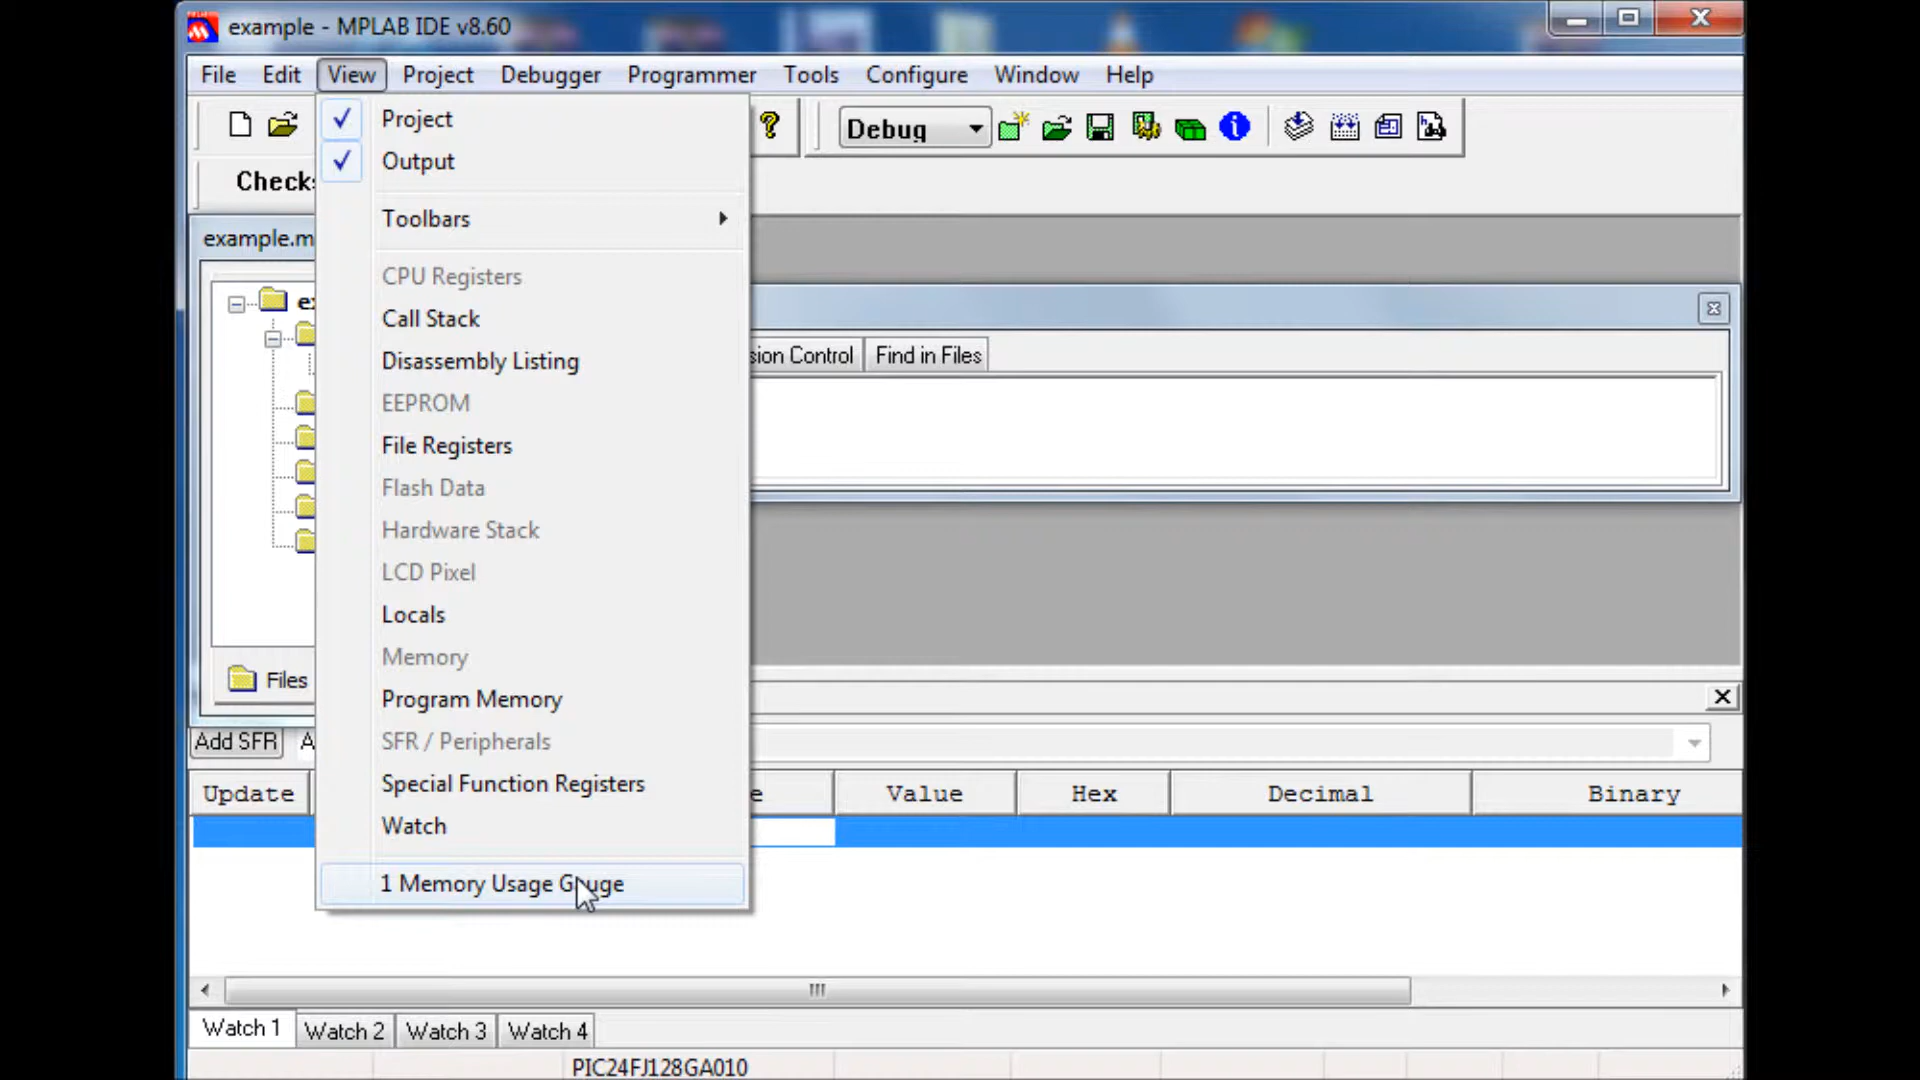 example - MPLAB IDE v8.60
File Edit View Project Debugger Programmer Tools Configure Window Help
Project
Output
Toolbars
CPU Registers
Call Stack
Disassembly Listing
EEPROM
File Registers
Flash Data
Hardware Stack
LCD Pixel
Locals
Memory
Program Memory
SFR / Peripherals
Special Function Registers
Watch
1 Memory Usage Gauge
Debug
Checks
example.m
ex
Files
sion Control Find in Files
Add SFR A
Update e Value Hex Decimal Binary
Watch 1 Watch 2 Watch 3 Watch 4
PIC24FJ128GA010